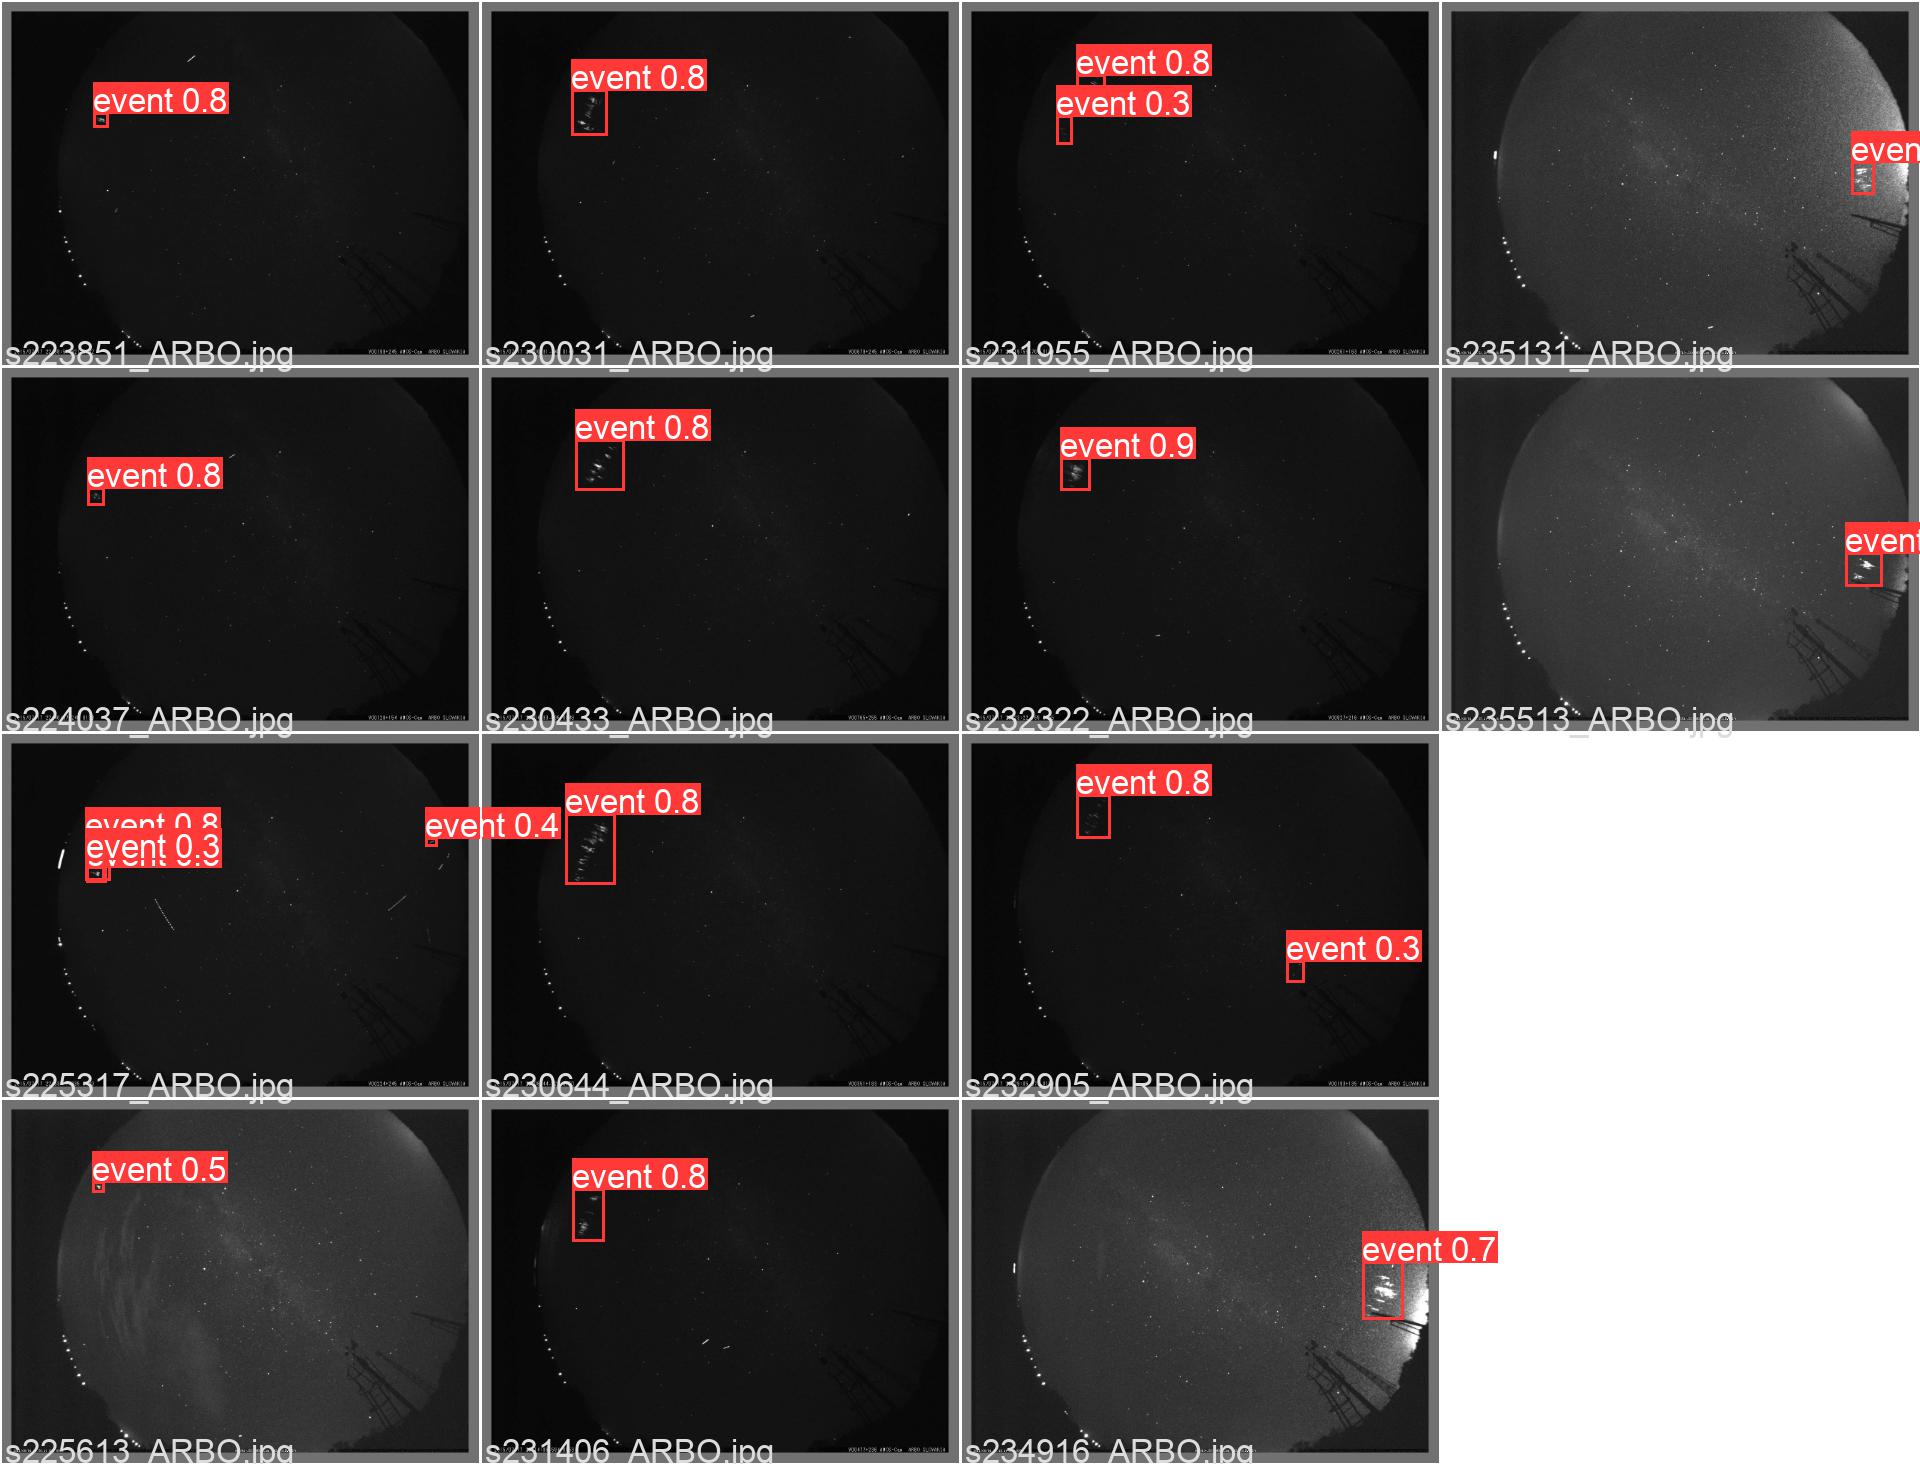 event 0.8
s223851_ARBO.jpg
event 0.8
s230031_ARBO.jpg
event 0.8
event 0.3
s231955_ARBO.jpg
even
s235131_ARBO.jpg
event 0.8
s224037_ARBO.jpg
event 0.8
s230433_ARBO.jpg
event 0.9
s232322_ARBO.jpg
event
s235513_ARBO.jpg
event 0.8
event 0.3
event 0.4
s225317_ARBO.jpg
event 0.8
s230644_ARBO.jpg
event 0.8
event 0.3
s232905_ARBO.jpg
event 0.5
s225613_ARBO.jpg
event 0.8
s231406_ARBO.jpg
event 0.7
s234916_ARBO.jpg